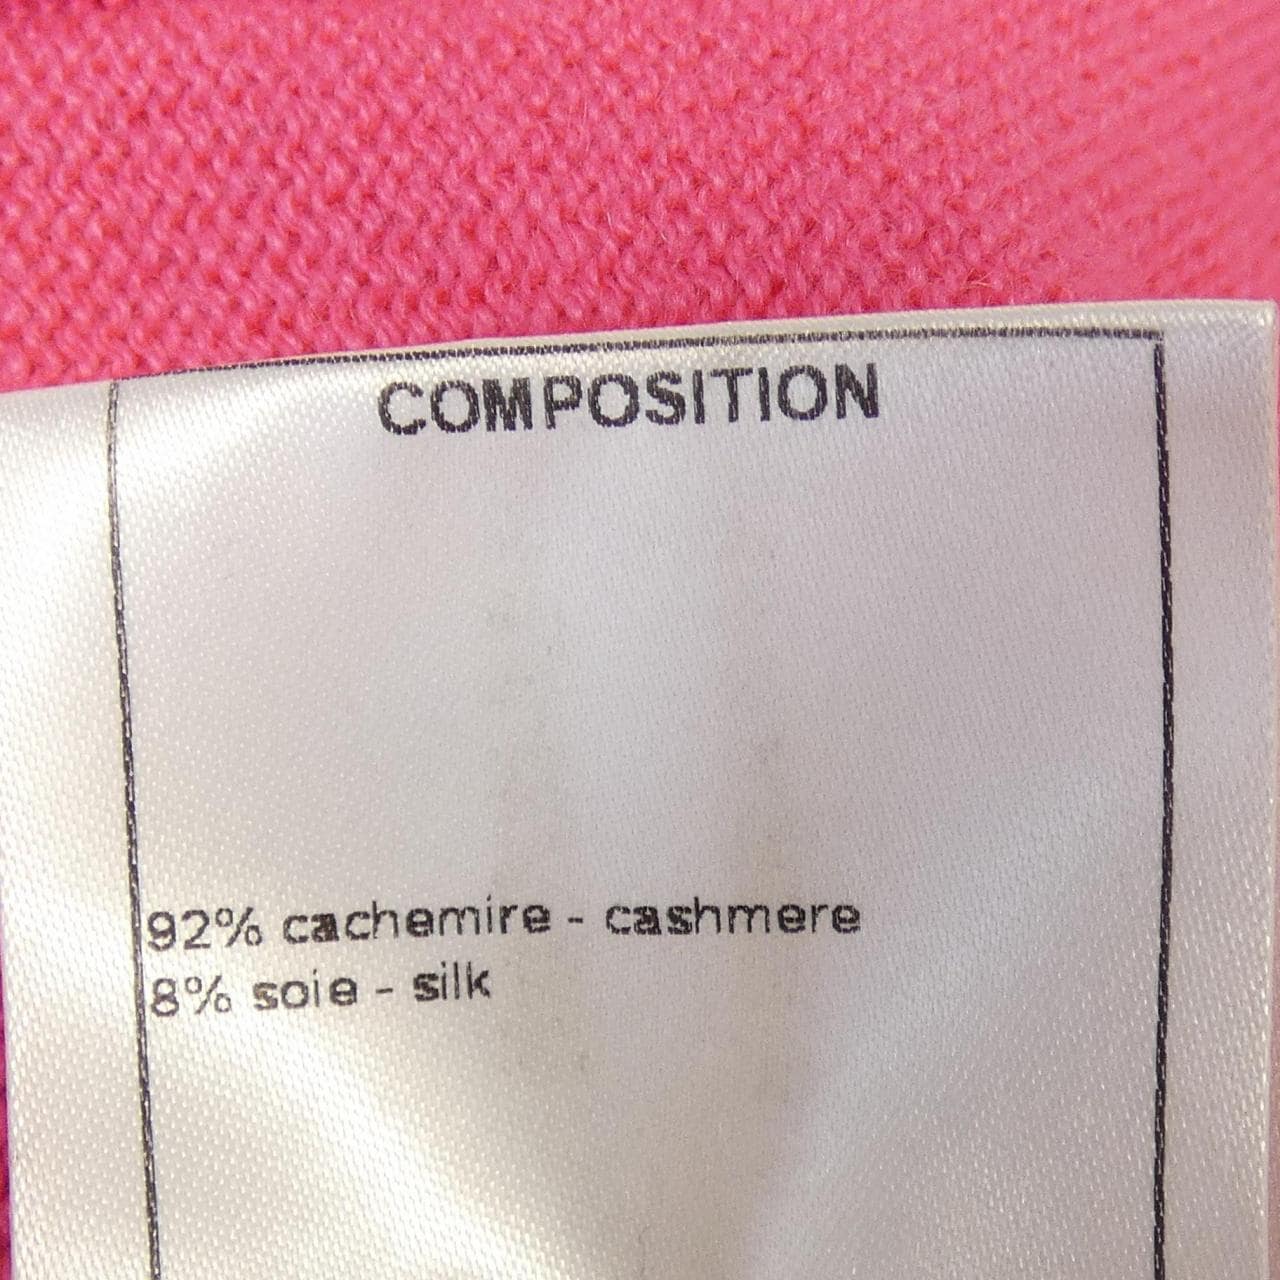 COMPOSITION
92% cachemire - cashmere
8% soie - silk